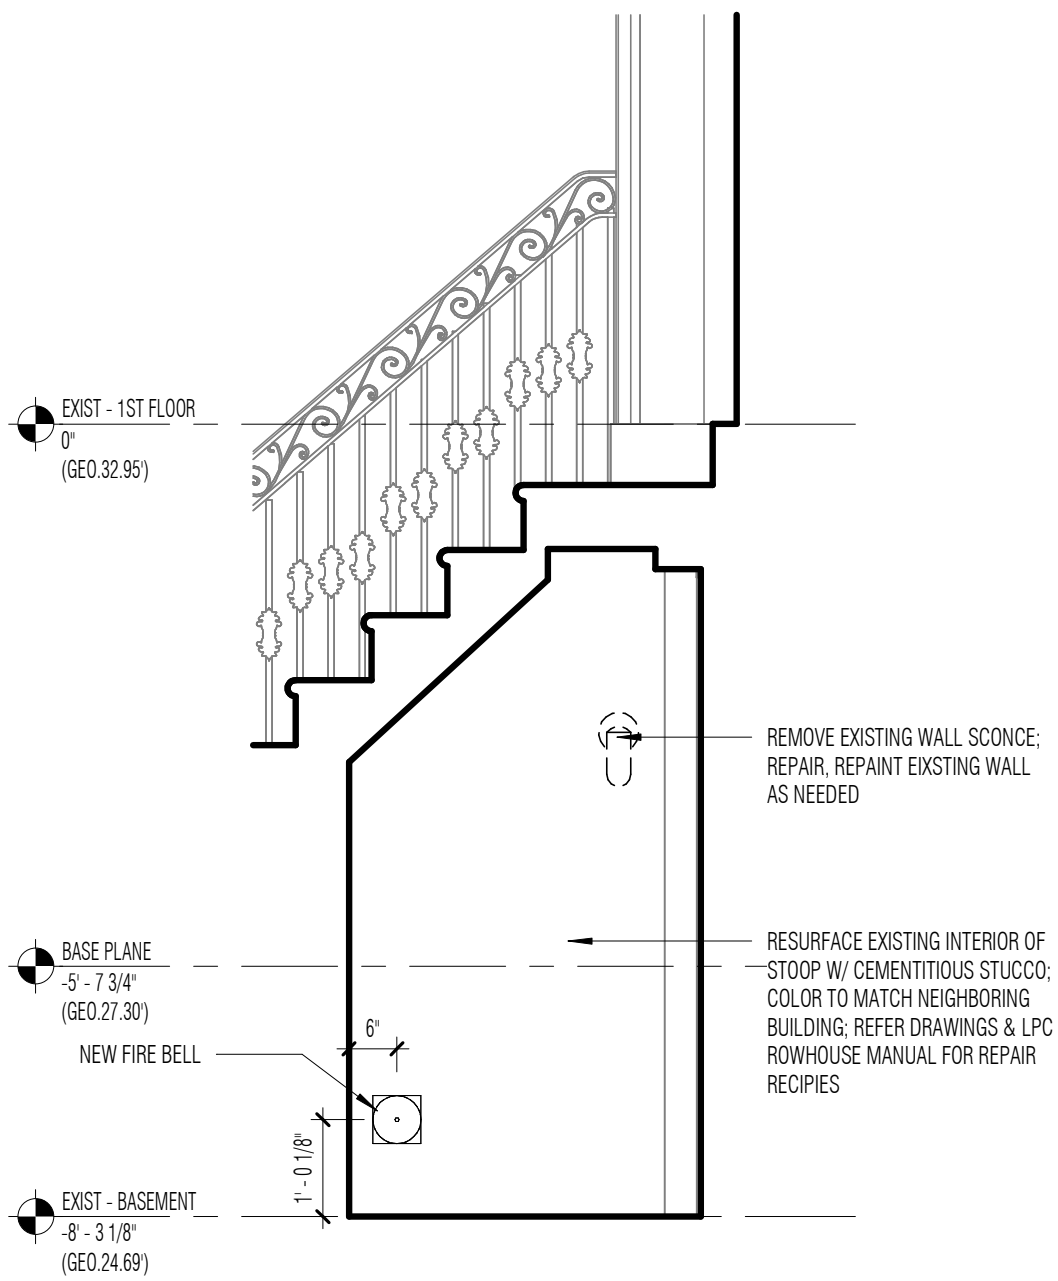 EXIST - 1ST FLOOR
0"
(GEO.32.95')
REMOVE EXISTING WALL SCONCE;
REPAIR, REPAINT EIXSTING WALL
AS NEEDED
BASE PLANE
-5' - 7 3/4"
(GEO.27.30')
RESURFACE EXISTING INTERIOR OF
STOOP W/ CEMENTITIOUS STUCCO;
COLOR TO MATCH NEIGHBORING
BUILDING; REFER DRAWINGS & LPC
ROWHOUSE MANUAL FOR REPAIR
RECIPIES
6"
NEW FIRE BELL
1' - 0 1/8"
EXIST - BASEMENT
-8' - 3 1/8"
(GEO.24.69')